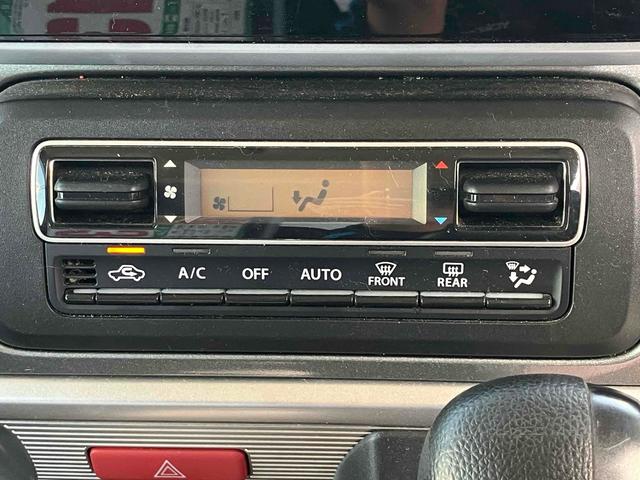 A/C OFF AUTO FRONT REAR